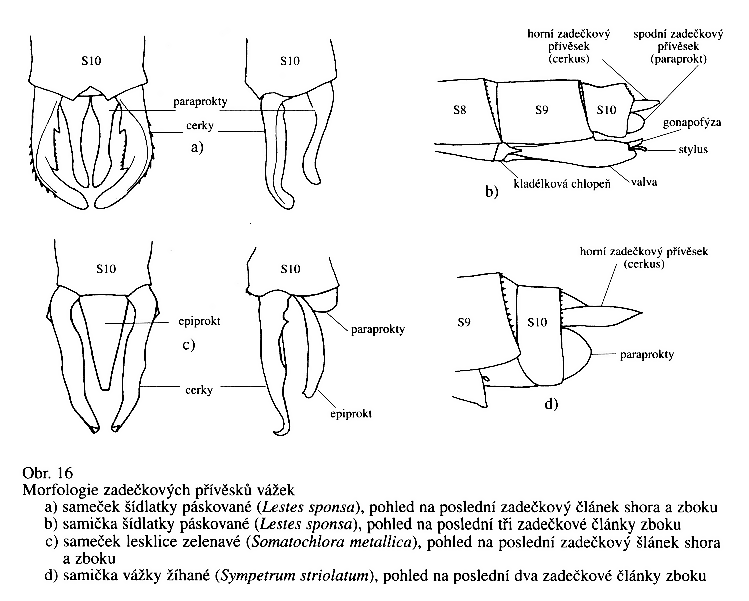 S10
S10
paraprokty
cerky
a)
horní zadečkový
přívěsek
(cerkus)
spodní zadečkový
přívěsek
(paraprokt)
S8
S9
S10
gonapofýza
stylus
kladélková chlopeň
valva
b)
S10
S10
epiprokt
c)
paraprokty
cerky
epiprokt
horní zadečkový přívěsek
(cerkus)
S9
S10
paraprokty
d)
Obr. 16
Morfologie zadečkových přívěsků vážek
a) sameček šídlatky páskované (Lestes sponsa), pohled na poslední zadečkový článek shora a zboku
b) samička šídlatky páskované (Lestes sponsa), pohled na poslední tři zadečkové články zboku
c) sameček lesklice zelenavé (Somatochlora metallica), pohled na poslední zadečkový šlánek shora
a zboku
d) samička vážky žíhané (Sympetrum striolatum), pohled na poslední dva zadečkové články zboku